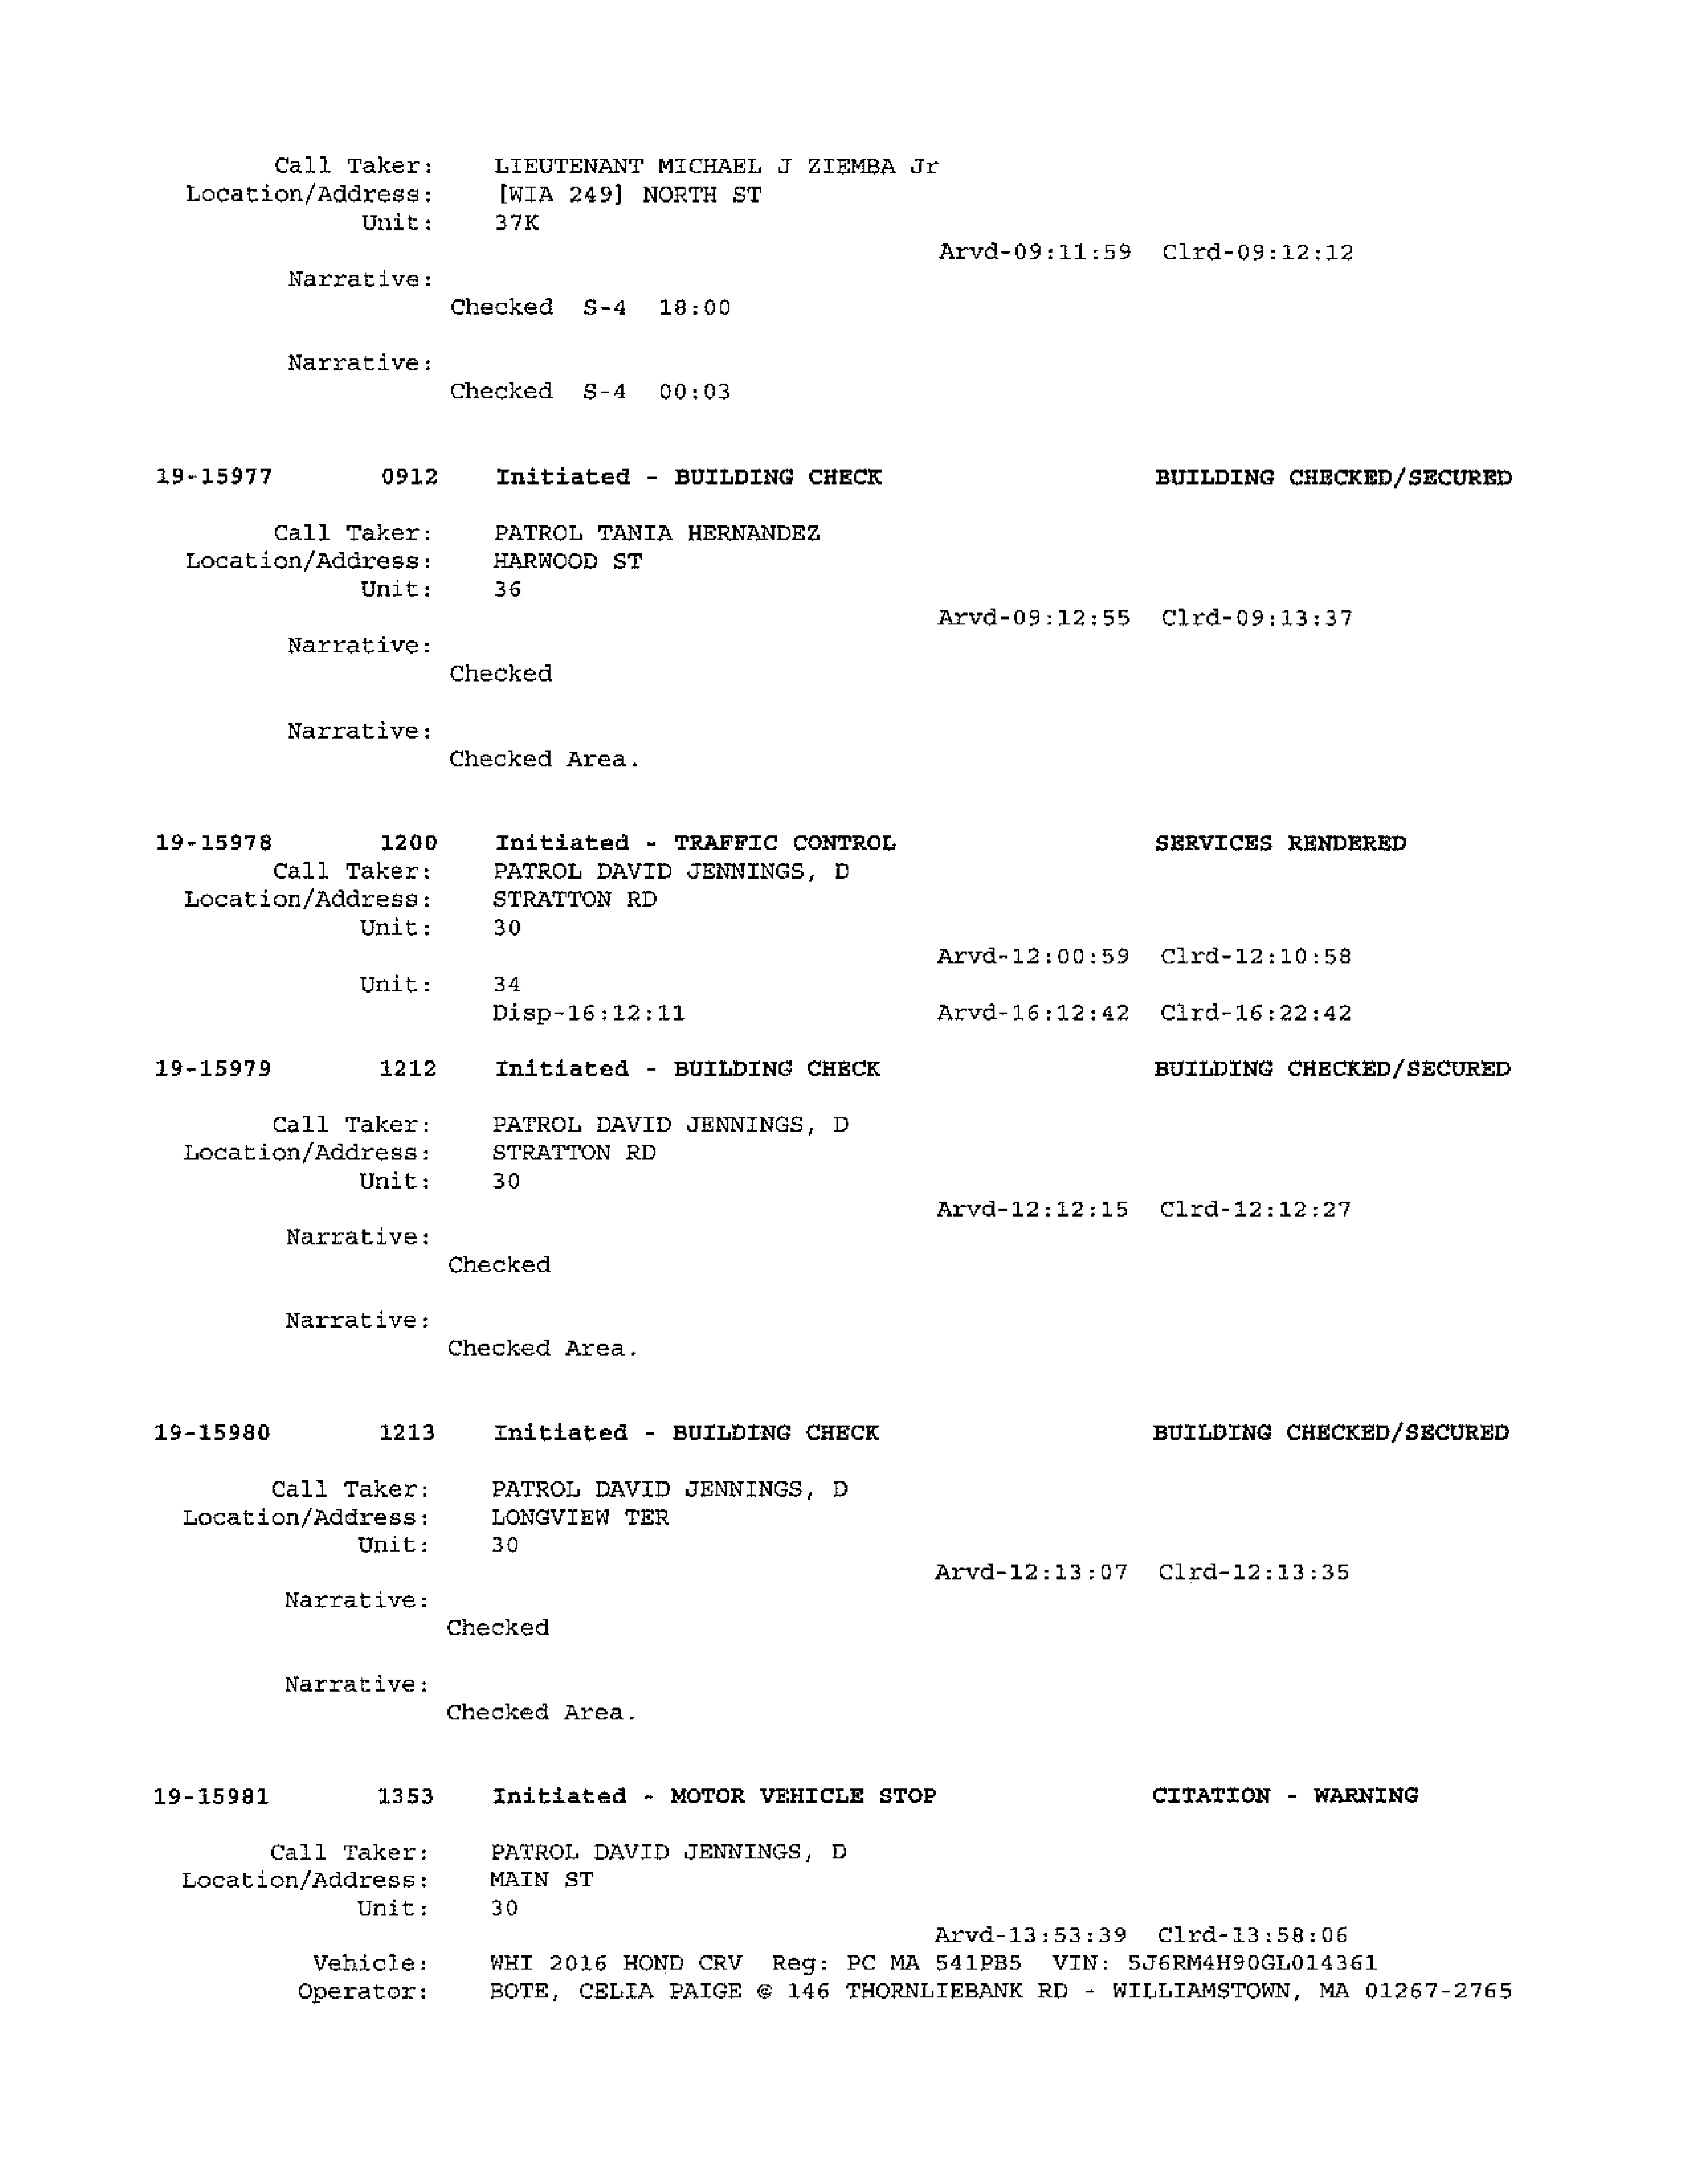 Call Taker: LIEUTENANT MICHAEL J ZIEMBA Jr
Location/Address: [WIA 249] NORTH ST
Unit: 37K
Arvd-09:11:59 Clrd-09:12:12
Narrative:
Checked S-4 18:00
Narrative:
Checked S-4 00:03
19-15977 0912 Initiated - BUILDING CHECK BUILDING CHECKED/SECURED
Call Taker: PATROL TANIA HERNANDEZ
Location/Address: HARWOOD ST
Unit: 36
Arvd-09:12:55 Clrd-09:13:37
Narrative:
Checked
Narrative:
Checked Area.
19-15978 1200 Initiated - TRAFFIC CONTROL SERVICES RENDERED
Call Taker: PATROL DAVID JENNINGS, D
Location/Address: STRATTON RD
Unit: 30
Arvd-12:00:59 Clrd-12:10:58
Unit: 34
Disp-16:12:11 Arvd-16:12:42 Clrd-16:22:42
19-15979 1212 Initiated - BUILDING CHECK BUILDING CHECKED/SECURED
Call Taker: PATROL DAVID JENNINGS, D
Location/Address: STRATTON RD
Unit: 30
Arvd-12:12:15 Clrd-12:12:27
Narrative:
Checked
Narrative:
Checked Area.
19-15980 1213 Initiated - BUILDING CHECK BUILDING CHECKED/SECURED
Call Taker: PATROL DAVID JENNINGS, D
Location/Address: LONGVIEW TER
Unit: 30
Arvd-12:13:07 Clrd-12:13:35
Narrative:
Checked
Narrative:
Checked Area.
19-15981 1353 Initiated - MOTOR VEHICLE STOP CITATION - WARNING
Call Taker: PATROL DAVID JENNINGS, D
Location/Address: MAIN ST
Unit: 30
Arvd-13:53:39 Clrd-13:58:06
Vehicle: WHI 2016 HOND CRV Reg: PC MA 541PB5 VIN: 5J6RM4H90GL014361
Operator: BOTE, CELIA PAIGE @ 146 THORNLIEBANK RD - WILLIAMSTOWN, MA 01267-2765